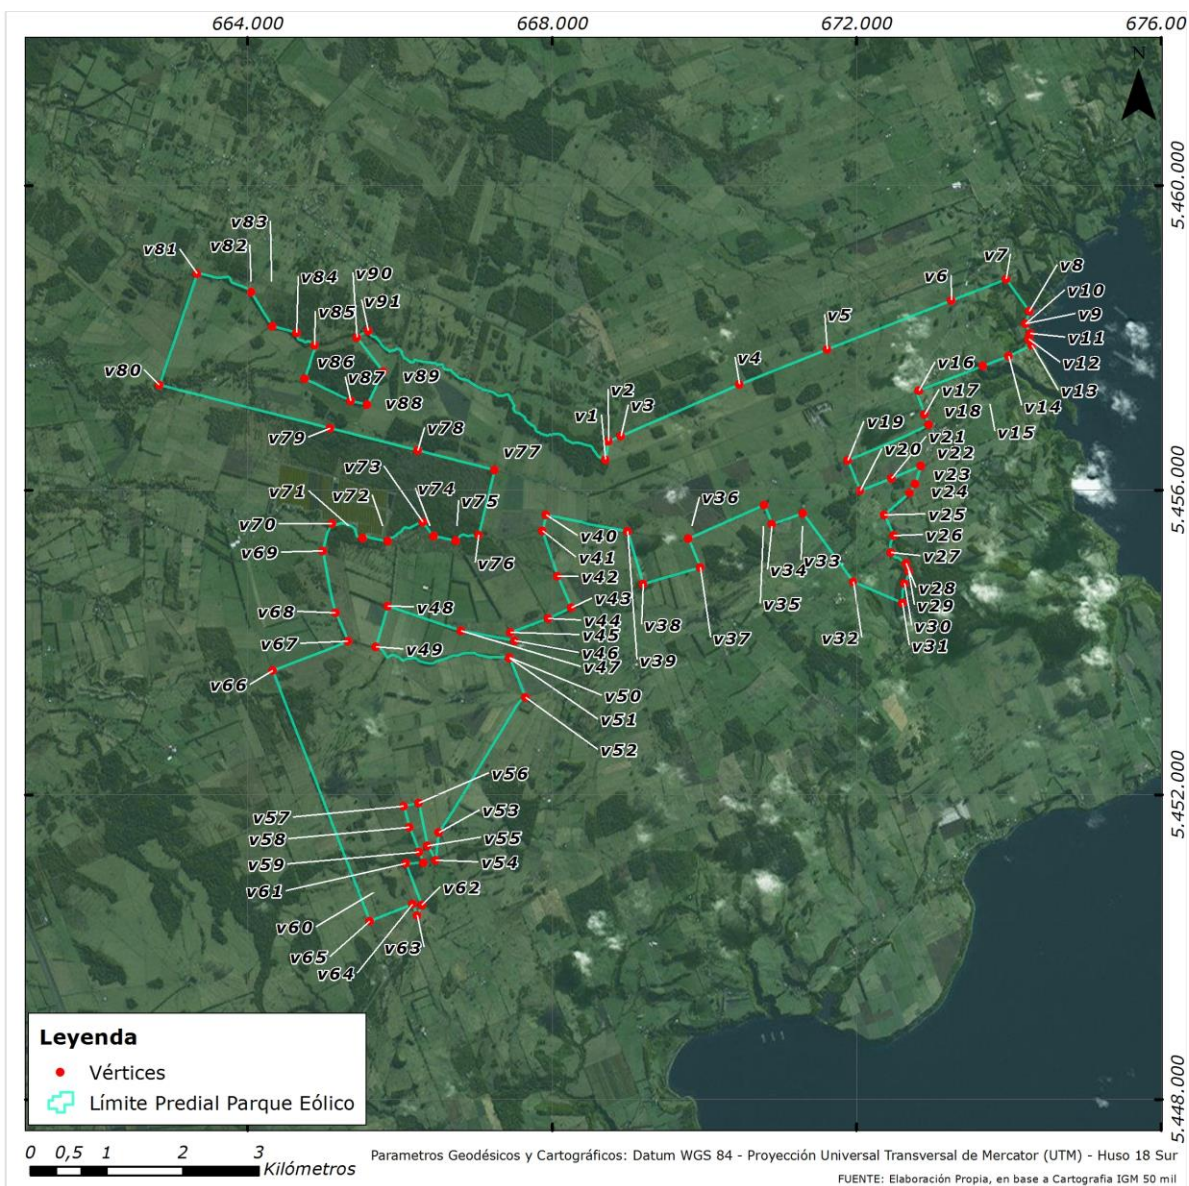 664.000 668.000 672.000 676.00
N
5.460.000
v83
v81 v82
v84 v90
v85 v91
v80 v86 v87 v89
v88
v79 v78
v77
v73 v74 v75
v71 v72
v70
v69
v76
v68 v48
v67 v49
v66
v7
v6 v8
v10
v5 v9
v11
v12
v13
v4 v16 v17
v14
v15
v1 v2 v3
v18
v19 v20 v21
v22
v23
v24
v25
v26
v27
v28
v29
v30
v31
5.456.000
v36
v40
v41
v42
v43
v44
v45
v46
v47
v33
v34
v35
v32
v37
v38
v39
v50
v51
v52
5.452.000
v56
v57 v53
v58 v55
v59 v54
v61
v62
v60
v65 v63
v64
5.448.000
Leyenda
Vértices
Límite Predial Parque Eólico
0 0,5 1 2 3
Kilómetros
Parametros Geodésicos y Cartográficos: Datum WGS 84 - Proyección Universal Transversal de Mercator (UTM) - Huso 18 Sur
FUENTE: Elaboración Propia, en base a Cartografia IGM 50 mil